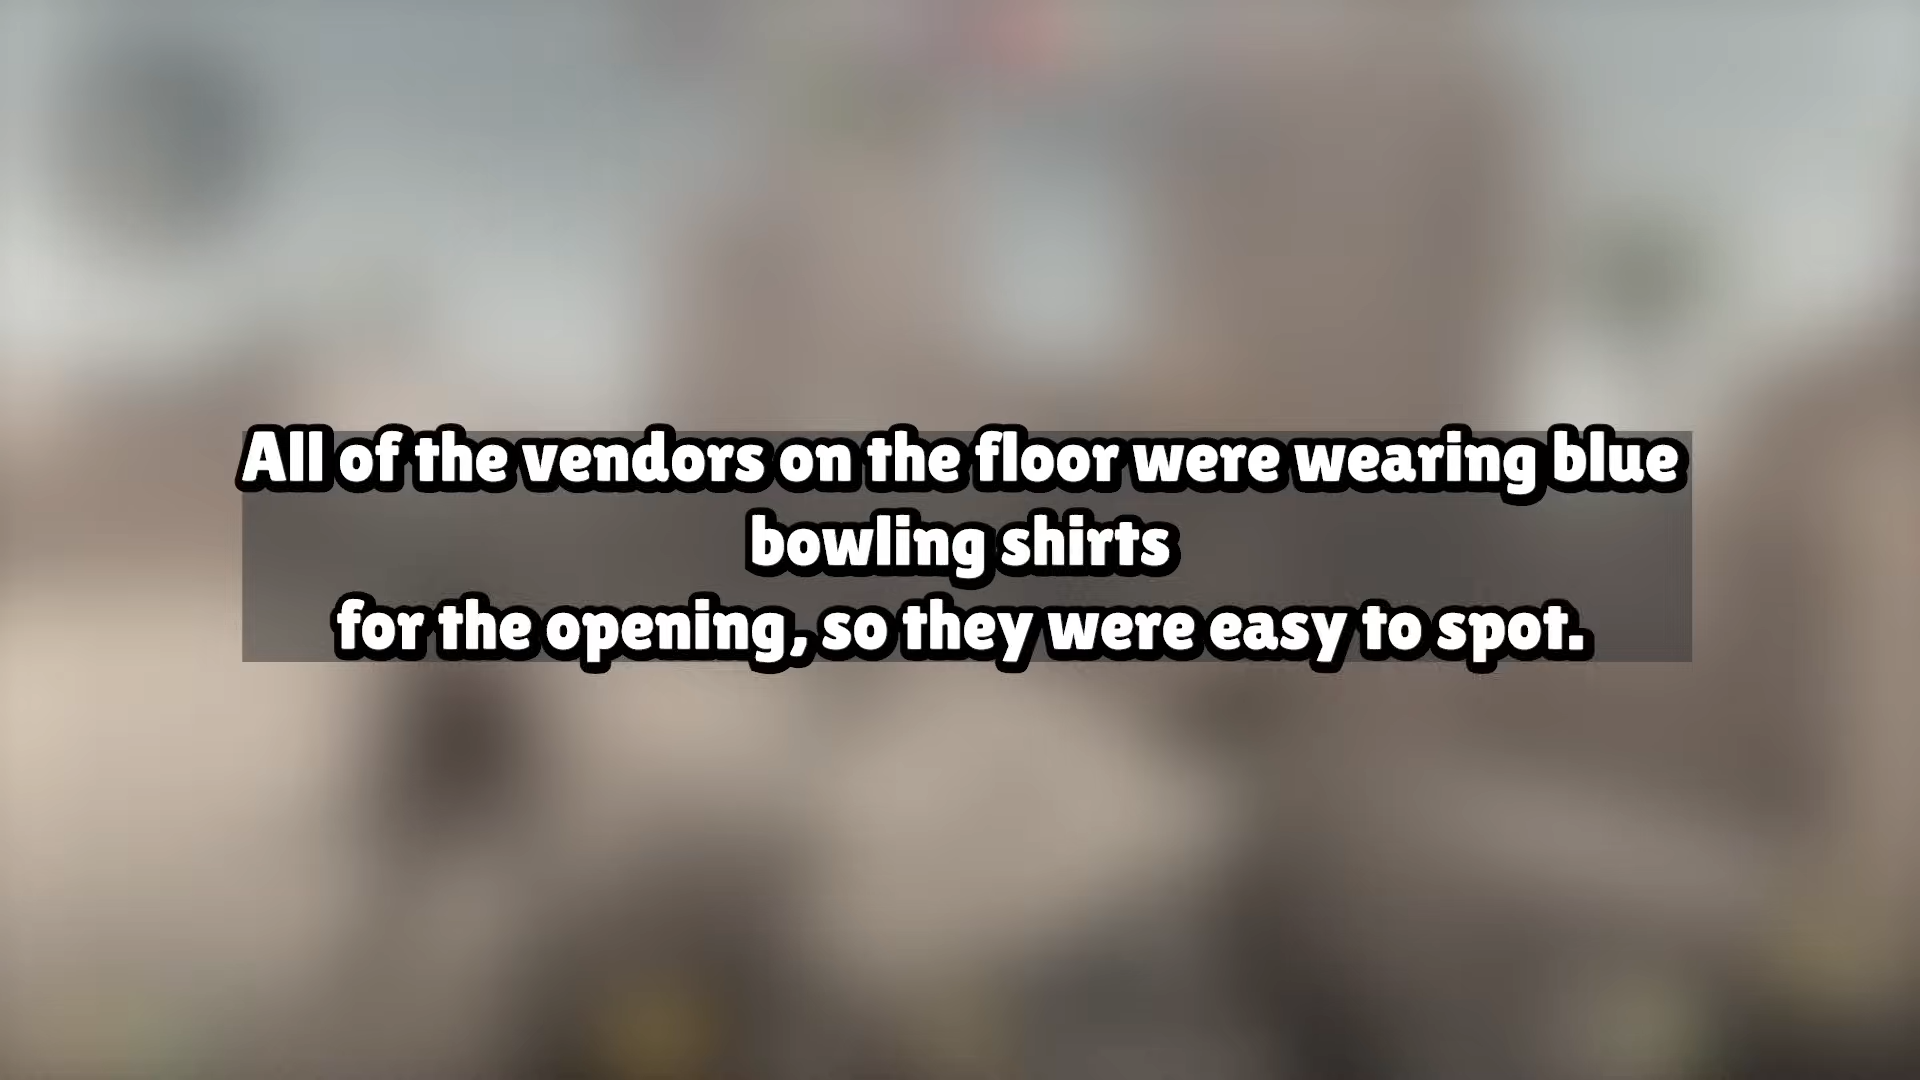 All of the vendors on the floor were wearing blue
bowling shirts
for the opening, so they were easy to spot.